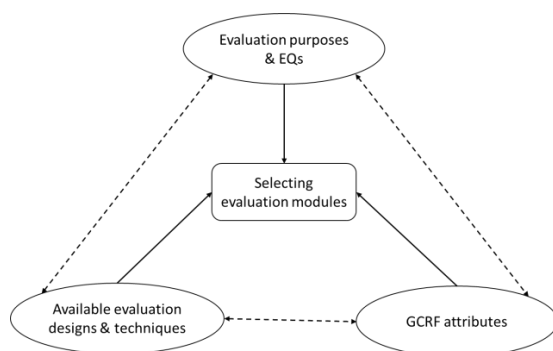 Evaluation purposes
& EQs
Selecting
evaluation modules
Available evaluation
designs & techniques
GCRF attributes